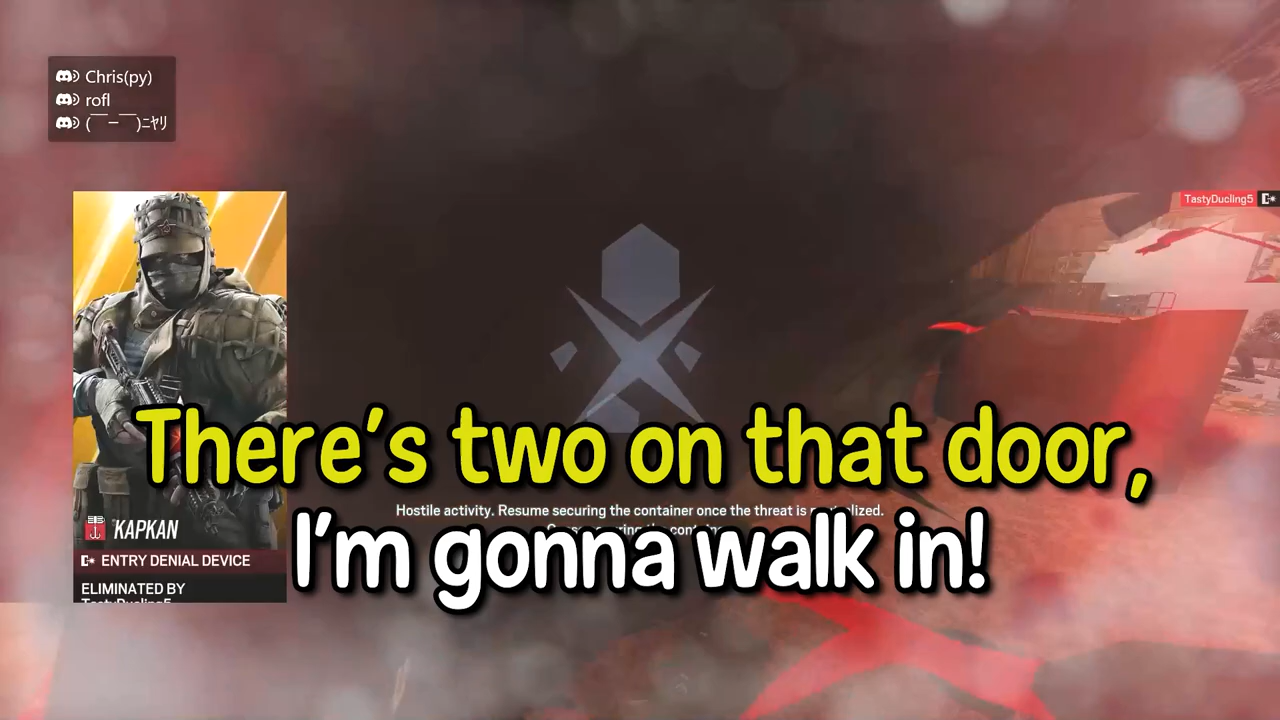 Chris(py)
rofl
(￣ー￣)ﾆﾔﾘ
TastyDucling5
There's two on that door,
Hostile activity. Resume securing the container once the threat is
I'm gonna walk in!
KAPKAN
ENTRY DENIAL DEVICE
ELIMINATED BY
TastyDucling5